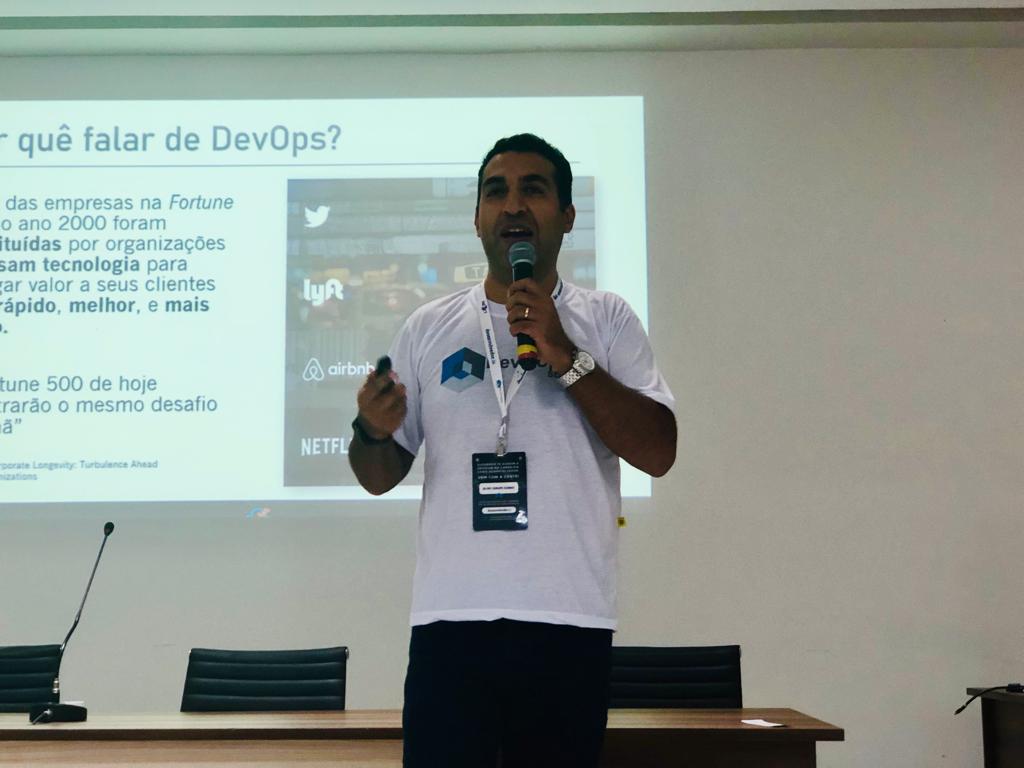 r quê falar de DevOps?
das empresas na Fortune
o ano 2000 foram
ituídas por organizações
sam tecnologia para
gar valor a seus clientes
rápido, melhor, e mais
o.
tune 500 de hoje
trarão o mesmo desafio
ã”
rporate Longevity: Turbulence Ahead
nizations
lyft
airbnb
NETFL